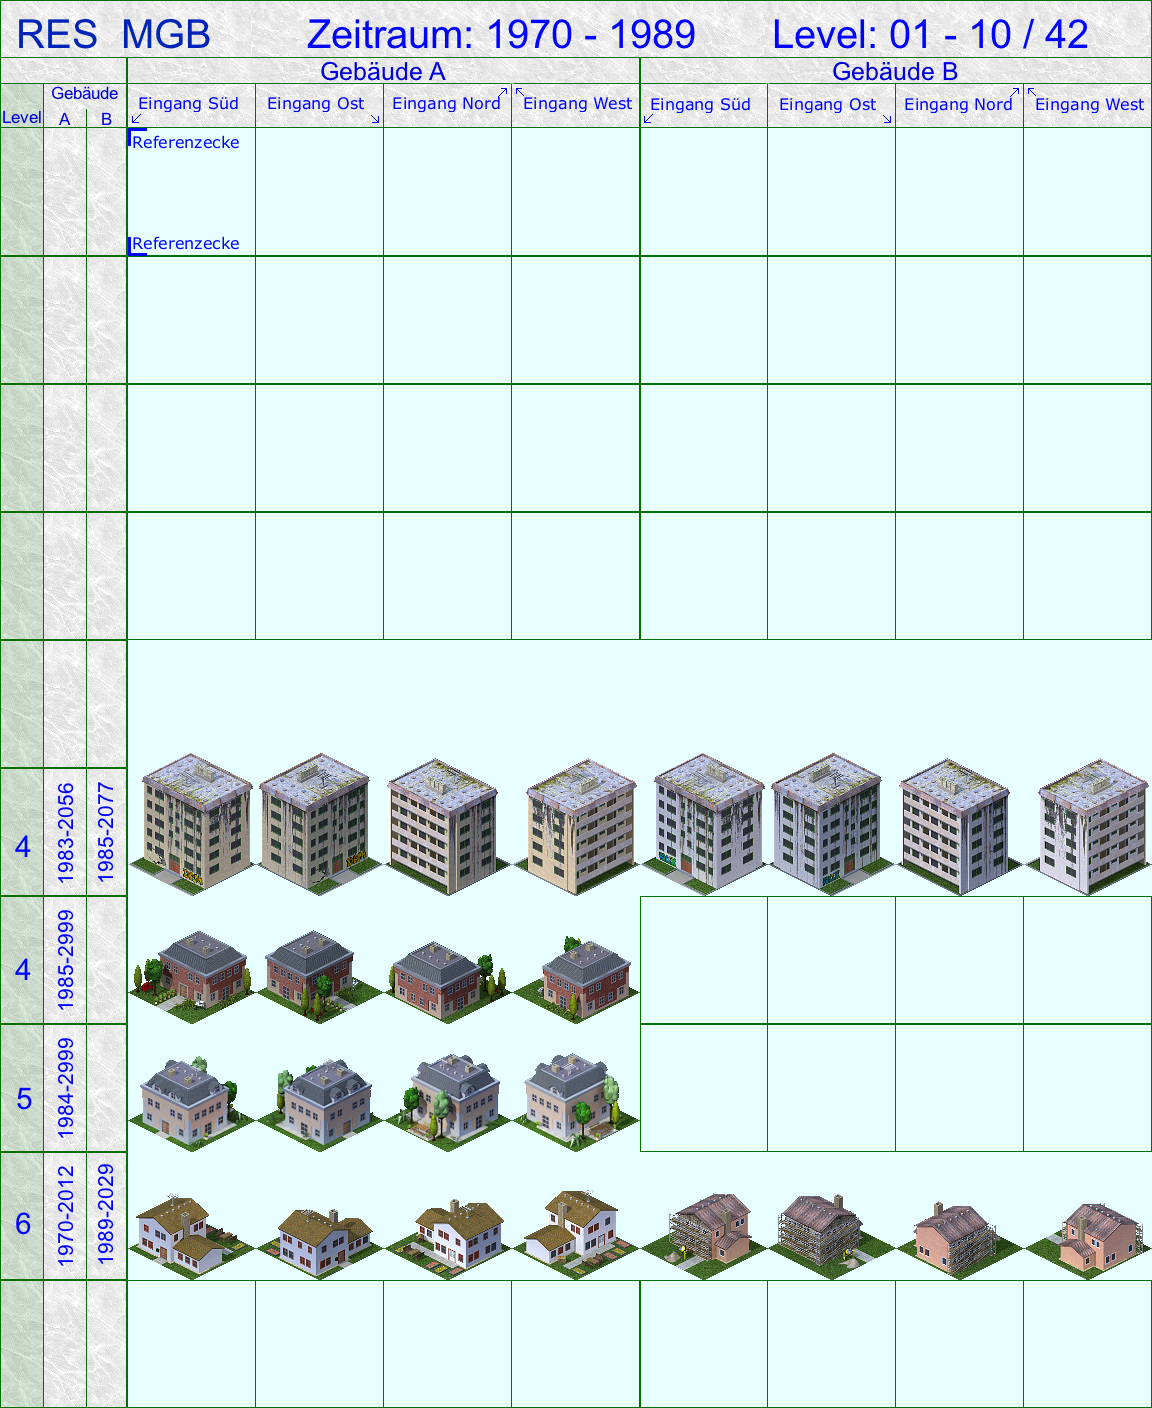 RES MGB Zeitraum: 1970 - 1989 Level: 01 - 10 / 42
Gebäude A Gebäude B
Level Gebäude A B
Eingang Süd Eingang Ost Eingang Nord Eingang West Eingang Süd Eingang Ost Eingang Nord Eingang West
Referenzecke
Referenzecke
4 1983-2056 1985-2077
4 1985-2999
5 1984-2999
6 1970-2012 1989-2029